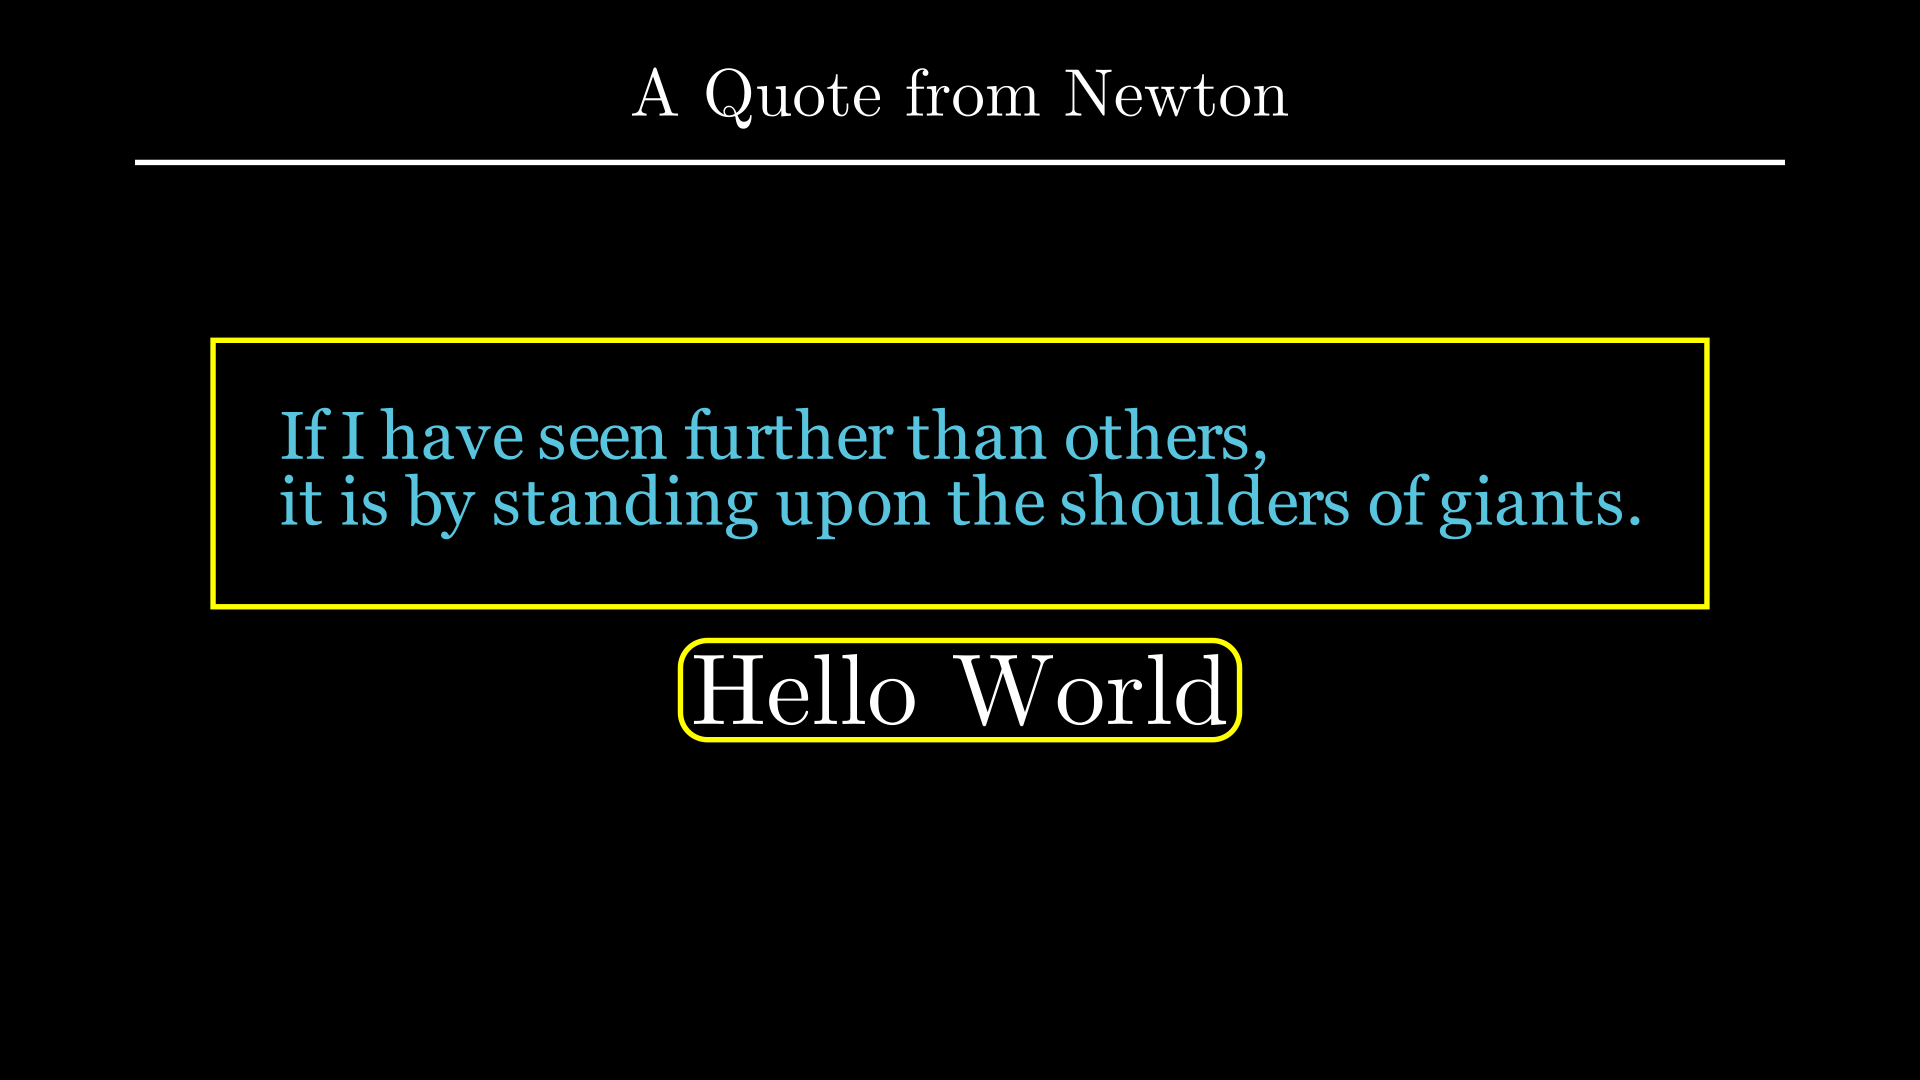 A Quote from Newton
If I have seen further than others,
it is by standing upon the shoulders of giants.
Hello World